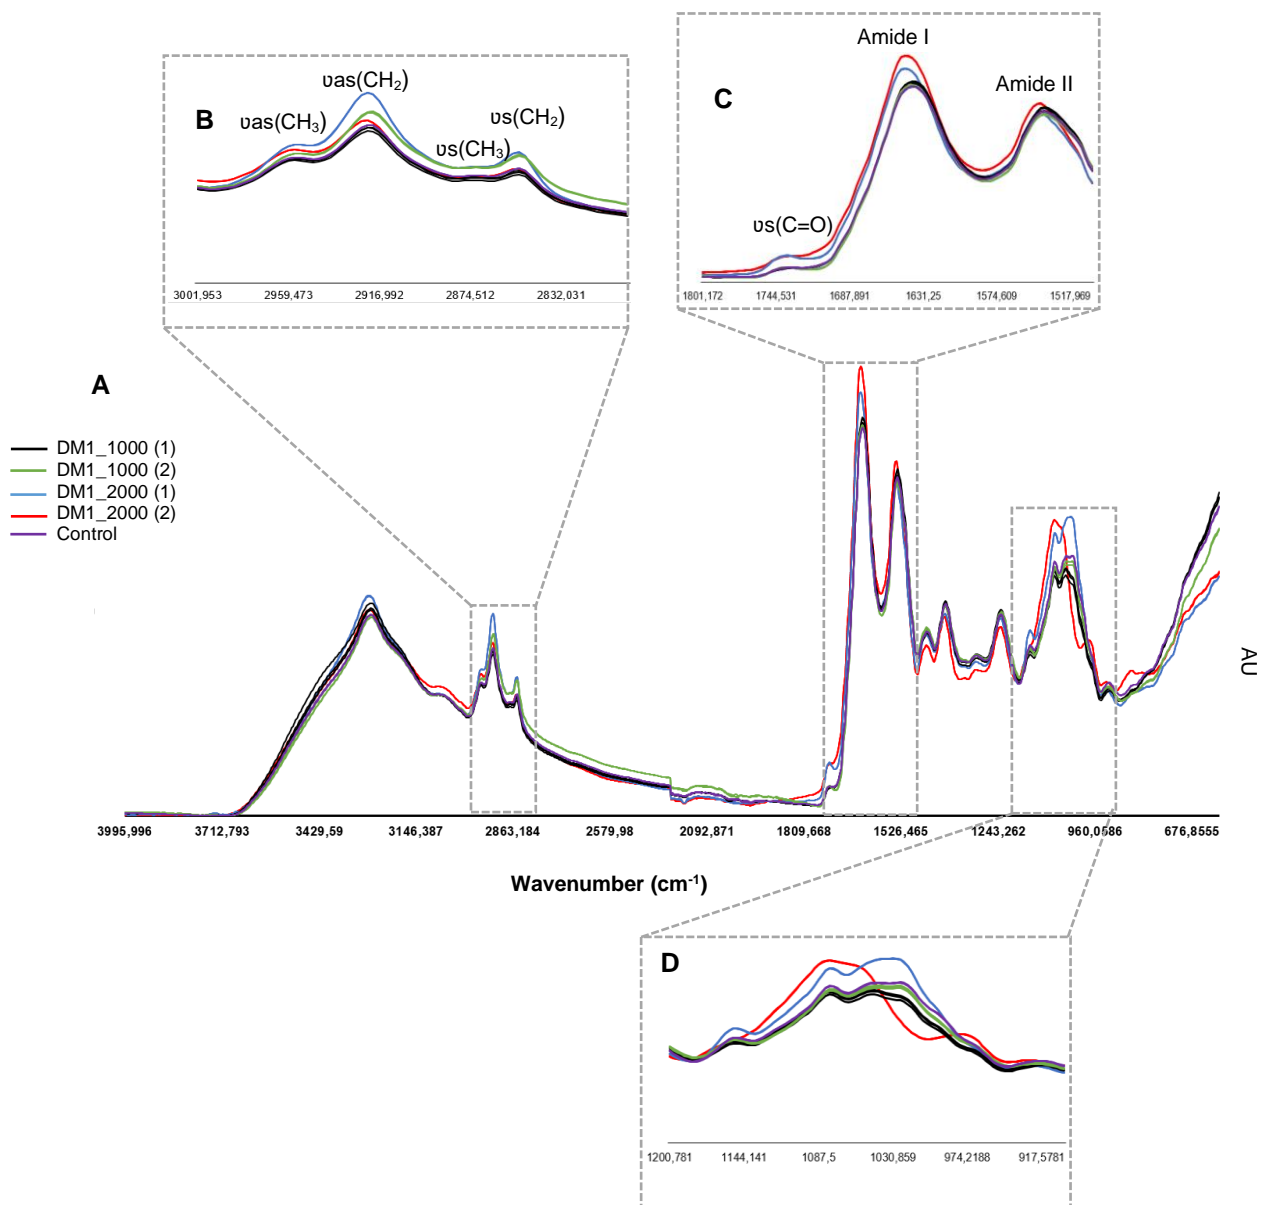 Amide I
Amide II
C
υs(C=O)
1801,172 1744,531 1687,891 1631,25 1574,609 1517,969
υas(CH2)
B
υas(CH3)
υs(CH2)
υs(CH3)
3001,953 2959,473 2916,992 2874,512 2832,031
A
DM1_1000 (1)
DM1_1000 (2)
DM1_2000 (1)
DM1_2000 (2)
Control
AU
3995,996 3712,793 3429,59 3146,387 2863,184 2579,98 2092,871 1809,668 1526,465 1243,262 960,0586 676,8555
Wavenumber (cm-1)
D
1200,781 1144,141 1087,5 1030,859 974,2188 917,5781